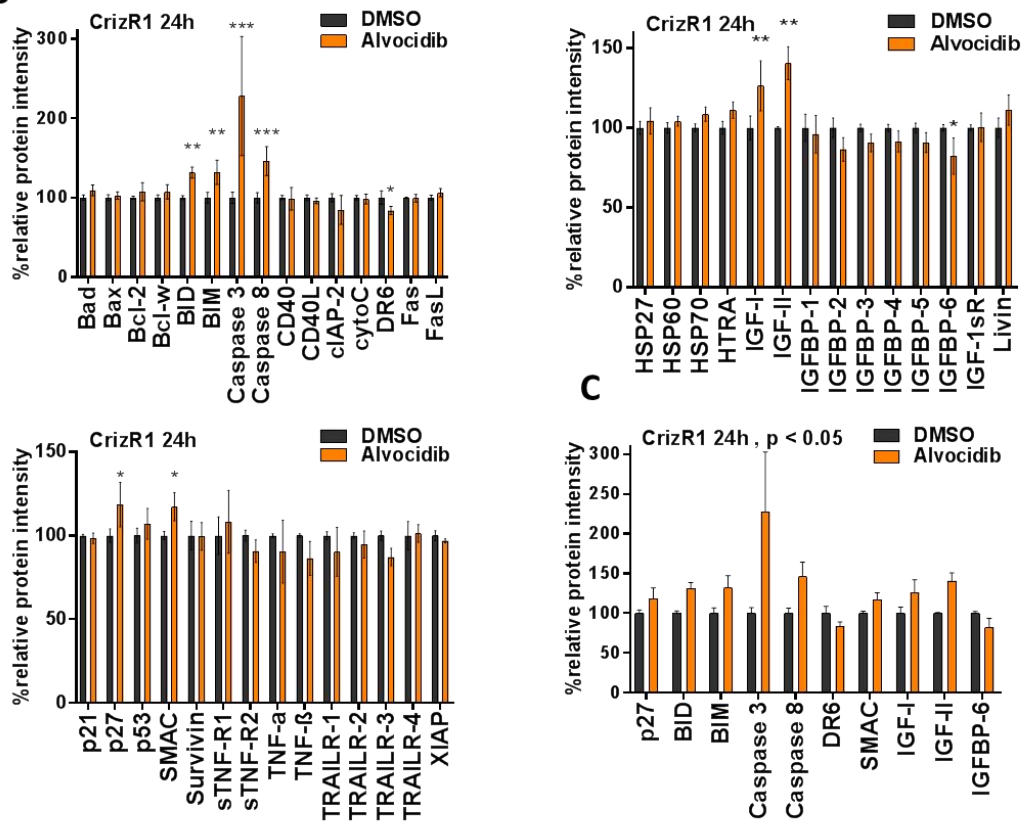 CrizR1 24h
DMSO
Alvocidib
%relative protein intensity
300
200
100
0
** ** *** *** *
Bad Bax Bcl-2 Bcl-w BID BIM Caspase 3 Caspase 8 CD40 CD40L cIAP-2 cytoC DR6 Fas FasL
CrizR1 24h
DMSO
Alvocidib
%relative protein intensity
150
100
50
0
** ** *
HSP27 HSP60 HSP70 HTRA IGF-I IGF-II IGFBP-1 IGFBP-2 IGFBP-3 IGFBP-4 IGFBP-5 IGFBP-6 IGF-1sR Livin
CrizR1 24h
DMSO
Alvocidib
%relative protein intensity
150
100
50
0
* *
p21 p27 p53 SMAC Survivin sTNF-R1 sTNF-R2 TNF-a TNF-ß TRAILR-1 TRAILR-2 TRAILR-3 TRAILR-4 XIAP
C
CrizR1 24h , p < 0.05
DMSO
Alvocidib
%relative protein intensity
300
250
200
150
100
50
0
p27 BID BIM Caspase 3 Caspase 8 DR6 SMAC IGF-I IGF-II IGFBP-6